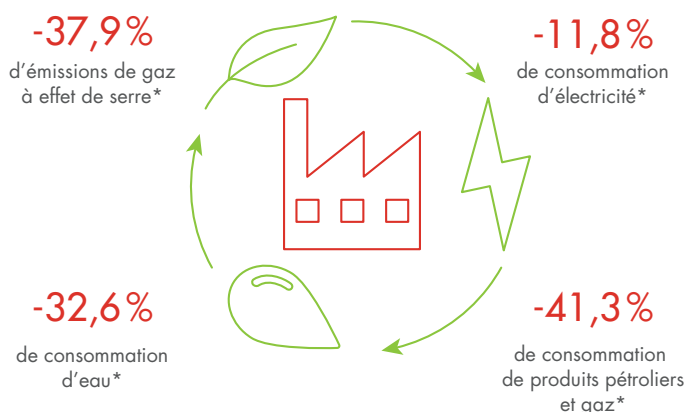 -37,9 %
d’émissions de gaz
à effet de serre*
-11,8 %
de consommation
d’électricité*
-32,6 %
de consommation
d’eau*
-41,3 %
de consommation
de produits pétroliers
et gaz*